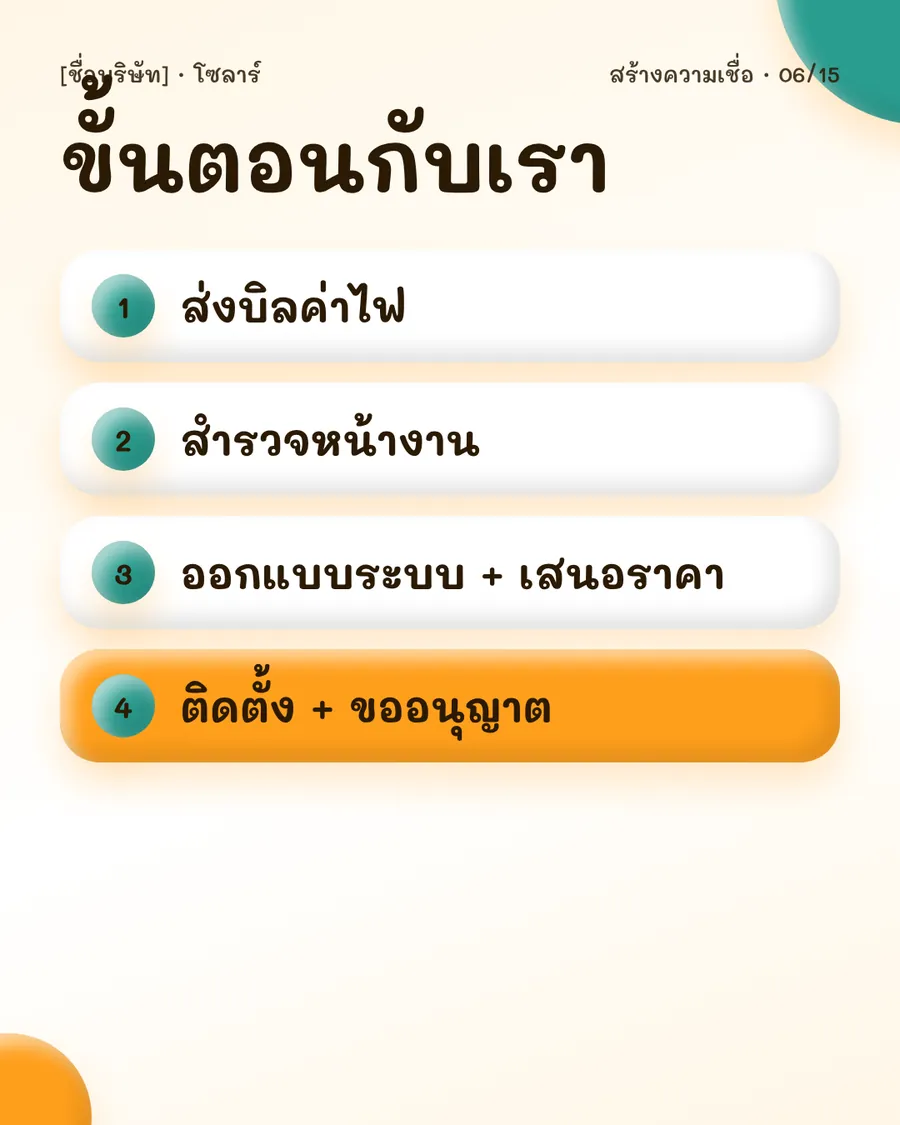 [ชื่อบริษัท] · โซลาร์
สร้างความเชื่อ · 06/15
ขั้นตอนกับเรา
1 ส่งบิลค่าไฟ
2 สำรวจหน้างาน
3 ออกแบบระบบ + เสนอราคา
4 ติดตั้ง + ขออนุญาต